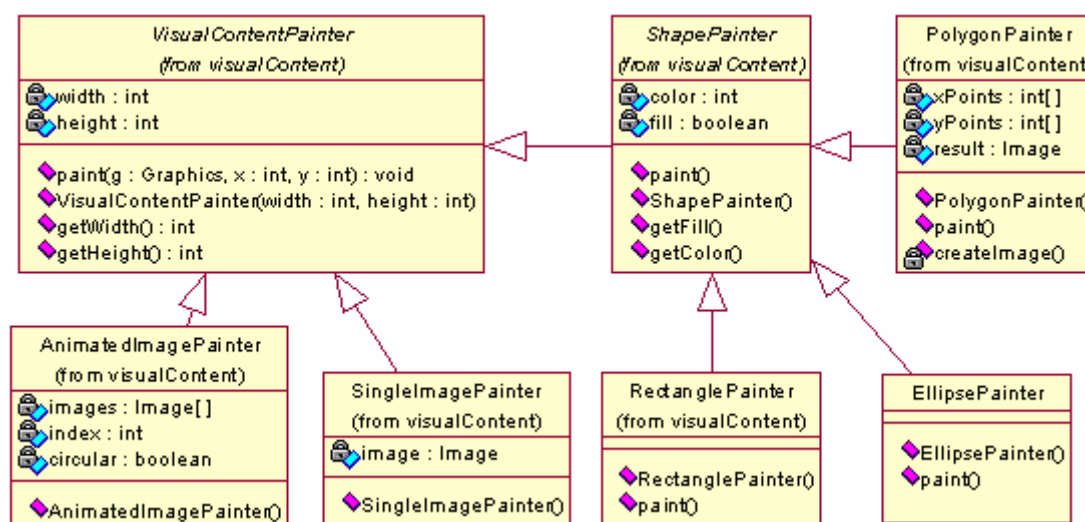 VisualContentPainter
(from visualContent)
width : int
height : int
paint(g : Graphics, x : int, y : int) : void
VisualContentPainter(width : int, height : int)
getWidth() : int
getHeight() : int
ShapePainter
(from visualContent)
color : int
fill : boolean
paint()
ShapePainter()
getFill()
getColor()
PolygonPainter
(from visualContent
xPoints : int[]
yPoints : int[]
result : Image
PolygonPainter(
paint()
createImage()
AnimatedImagePainter
(from visualContent)
images : Image[]
index : int
circular : boolean
AnimatedImagePainter()
SingleImagePainter
(from visualContent)
image : Image
SingleImagePainter()
RectanglePainter
(from visualContent)
RectanglePainter()
paint()
EllipsePainter
EllipsePainter()
paint()